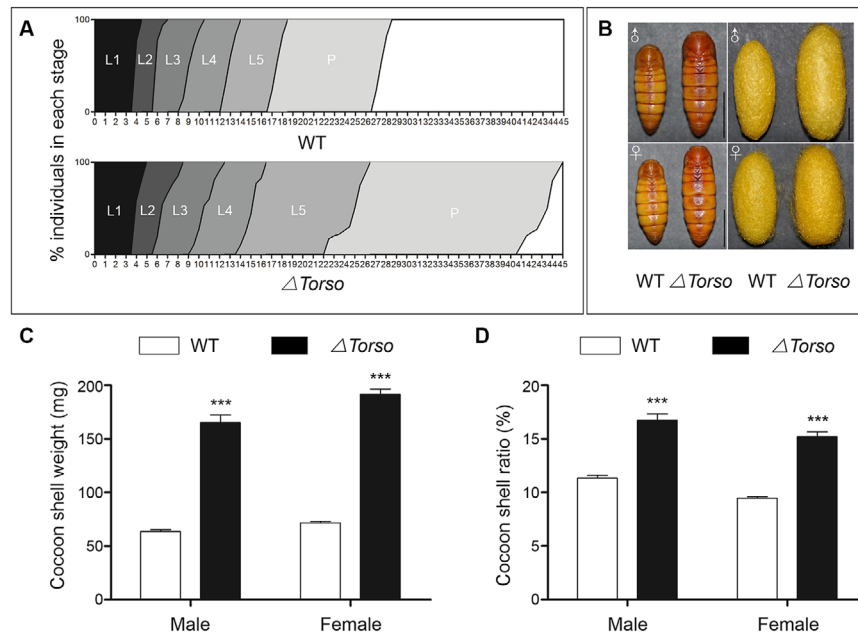 A
% individuals in each stage
100
L1 L2 L3 L4 L5 P
0
0 1 2 3 4 5 6 7 8 9 10 11 12 13 14 15 16 17 18 19 20 21 22 23 24 25 26 27 28 29 30 31 32 33 34 35 36 37 38 39 40 41 42 43 44 45
WT
100
L1 L2 L3 L4 L5 P
0
0 1 2 3 4 5 6 7 8 9 10 11 12 13 14 15 16 17 18 19 20 21 22 23 24 25 26 27 28 29 30 31 32 33 34 35 36 37 38 39 40 41 42 43 44 45
△Torso
B
♂ ♂
♀ ♀
WT △Torso WT △Torso
C
WT △Torso
Cocoon shell weight (mg)
200
150
100
50
0
*** ***
Male Female
D
WT △Torso
Cocoon shell ratio (%)
20
15
10
5
0
*** ***
Male Female